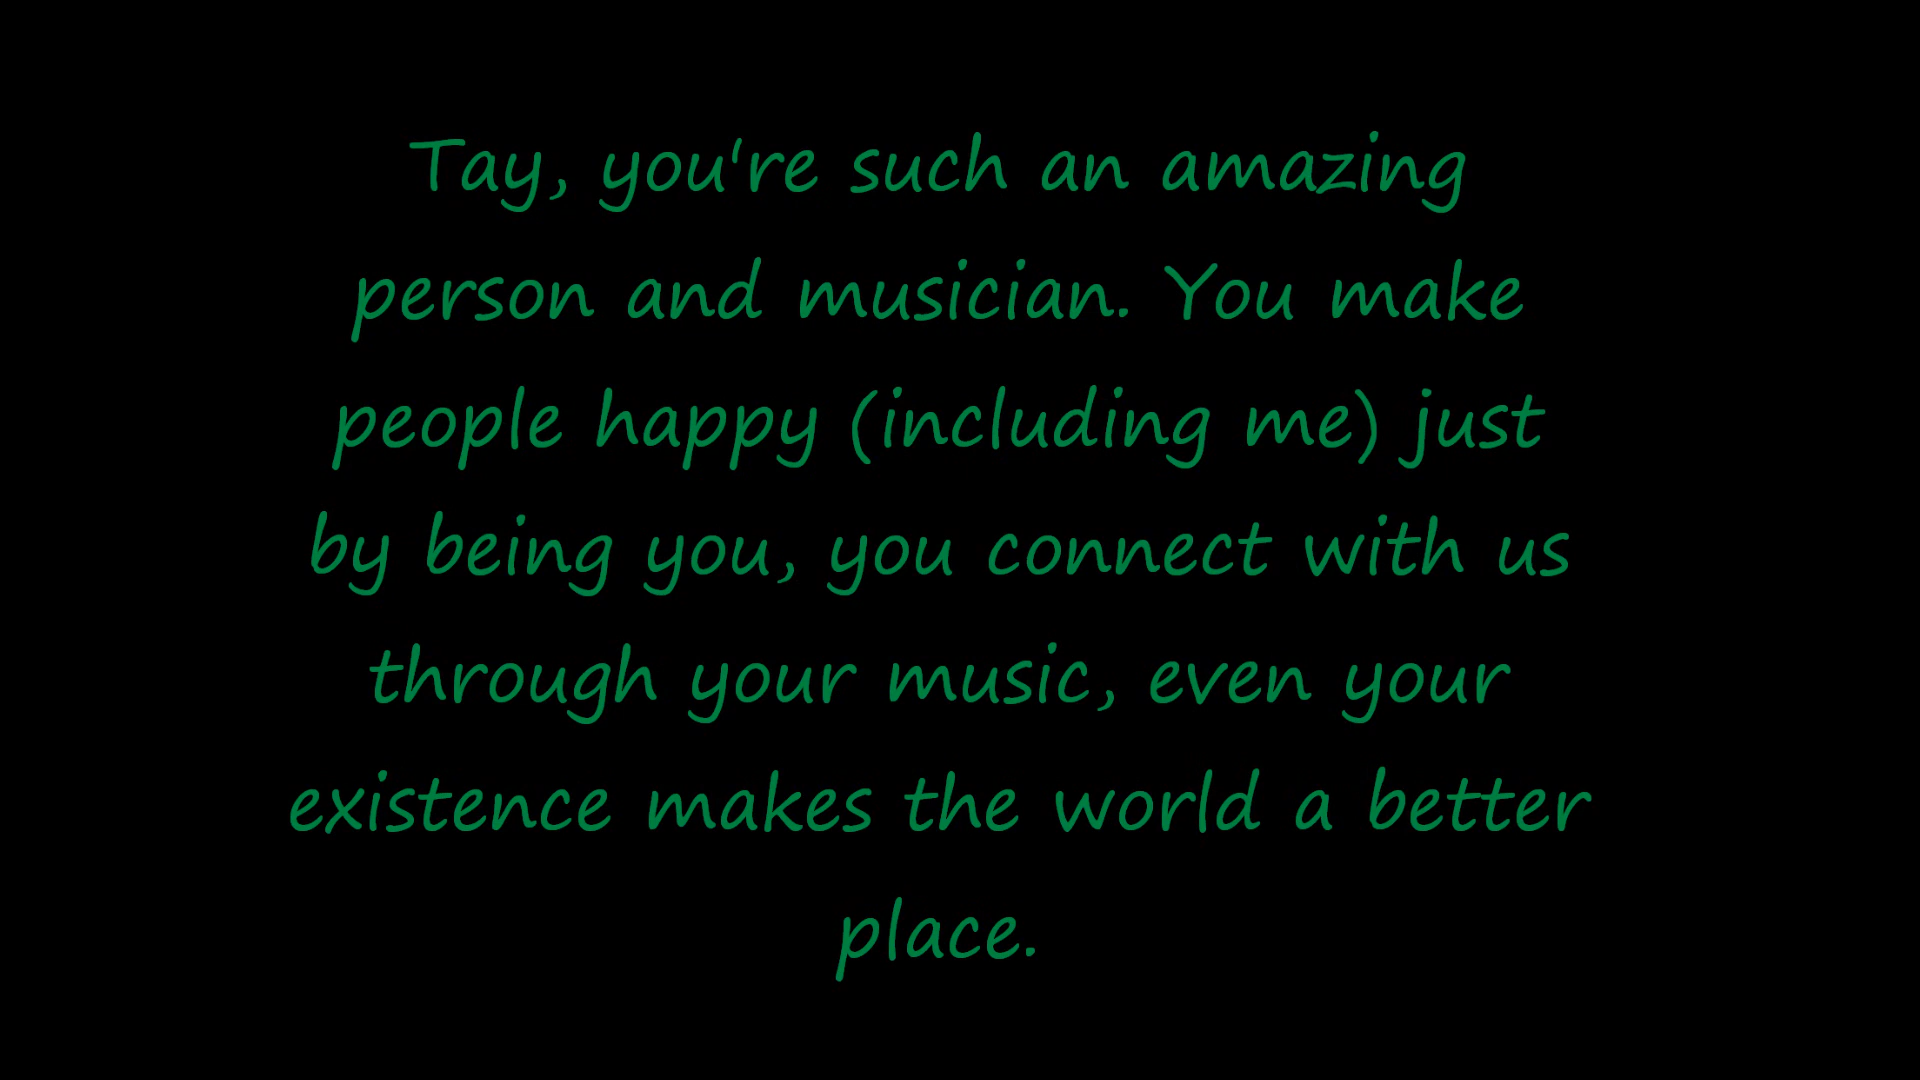 Tay, you're such an amazing
person and musician. You make
people happy (including me) just
by being you, you connect with us
through your music, even your
existence makes the world a better
place.